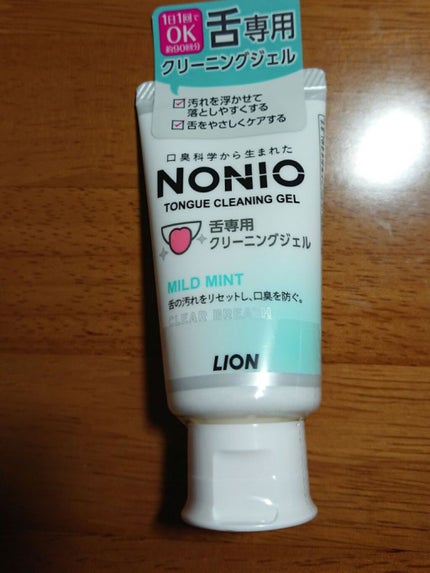 1日1回で
OK
約90回分
舌専用
クリーニングジェル
汚れを浮かせて
落としやすくする
舌をやさしくケアする
口臭科学から生まれた
NONIO
TONGUE CLEANING GEL
舌専用
クリーニングジェル
MILD MINT
舌の汚れをリセットし、口臭を防ぐ。
CLEAR BREATH
LION